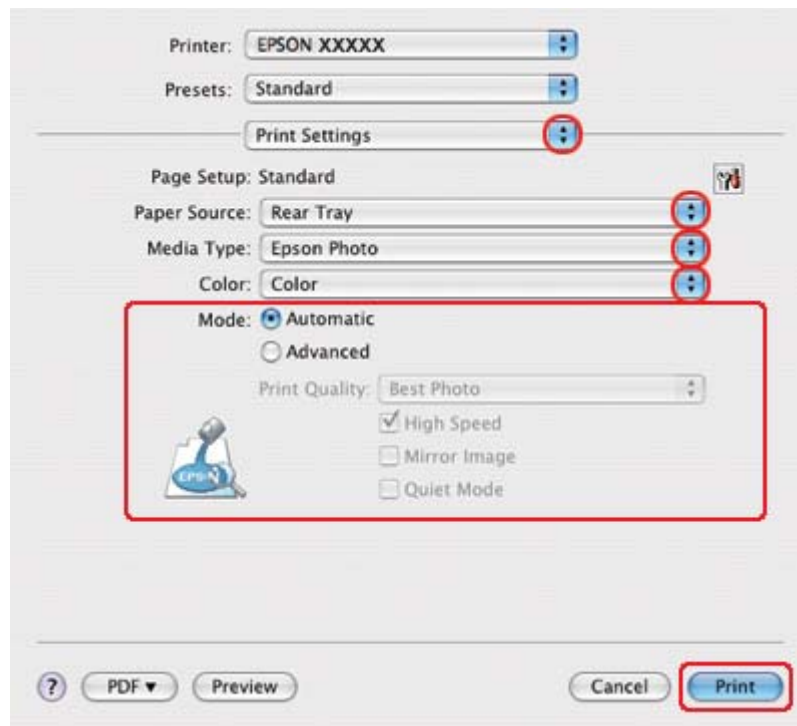 Printer: EPSON XXXXX
Presets: Standard
Print Settings
Page Setup: Standard
Paper Source: Rear Tray
Media Type: Epson Photo
Color: Color
Mode: Automatic
Advanced
Print Quality: Best Photo
High Speed
Mirror Image
Quiet Mode
EPSON
? PDF Preview Cancel Print